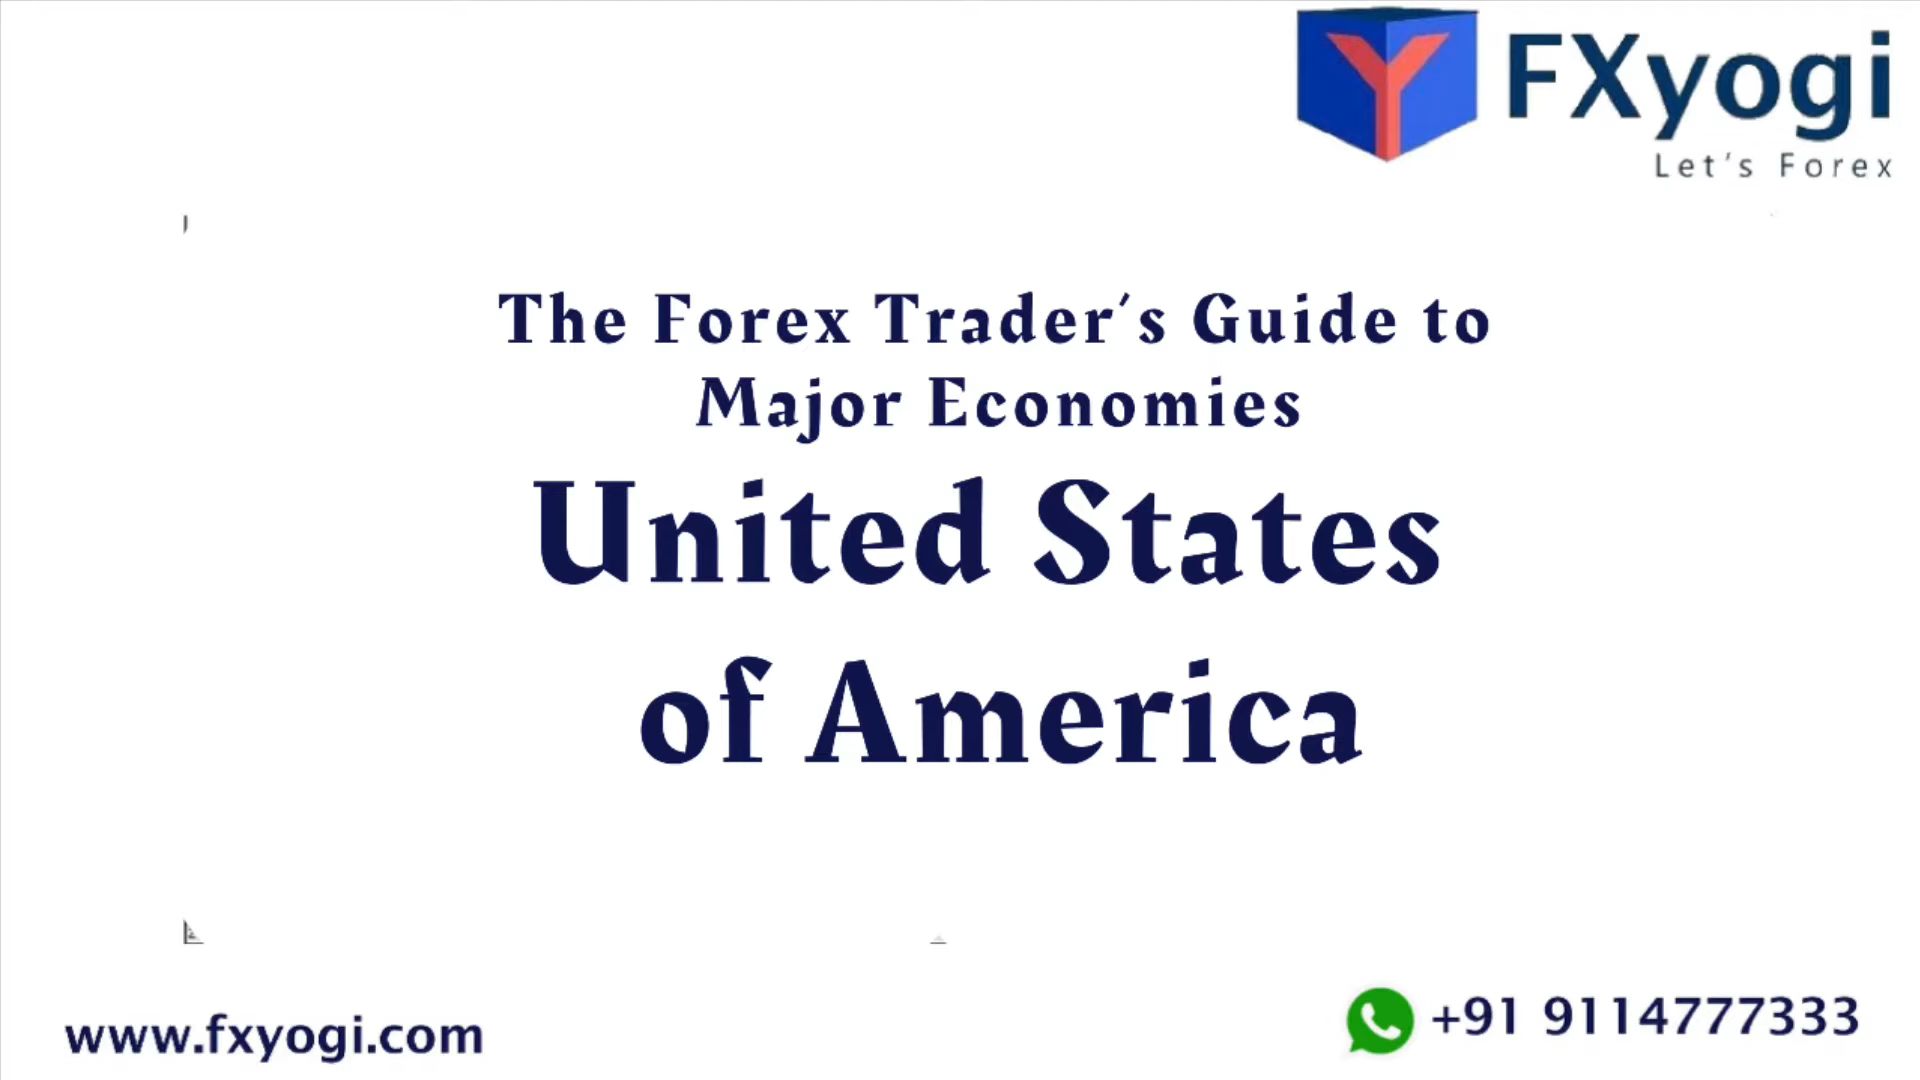 FXyogi
Let's Forex
The Forex Trader's Guide to
Major Economies
United States
of America
www.fxyogi.com
+91 9114777333